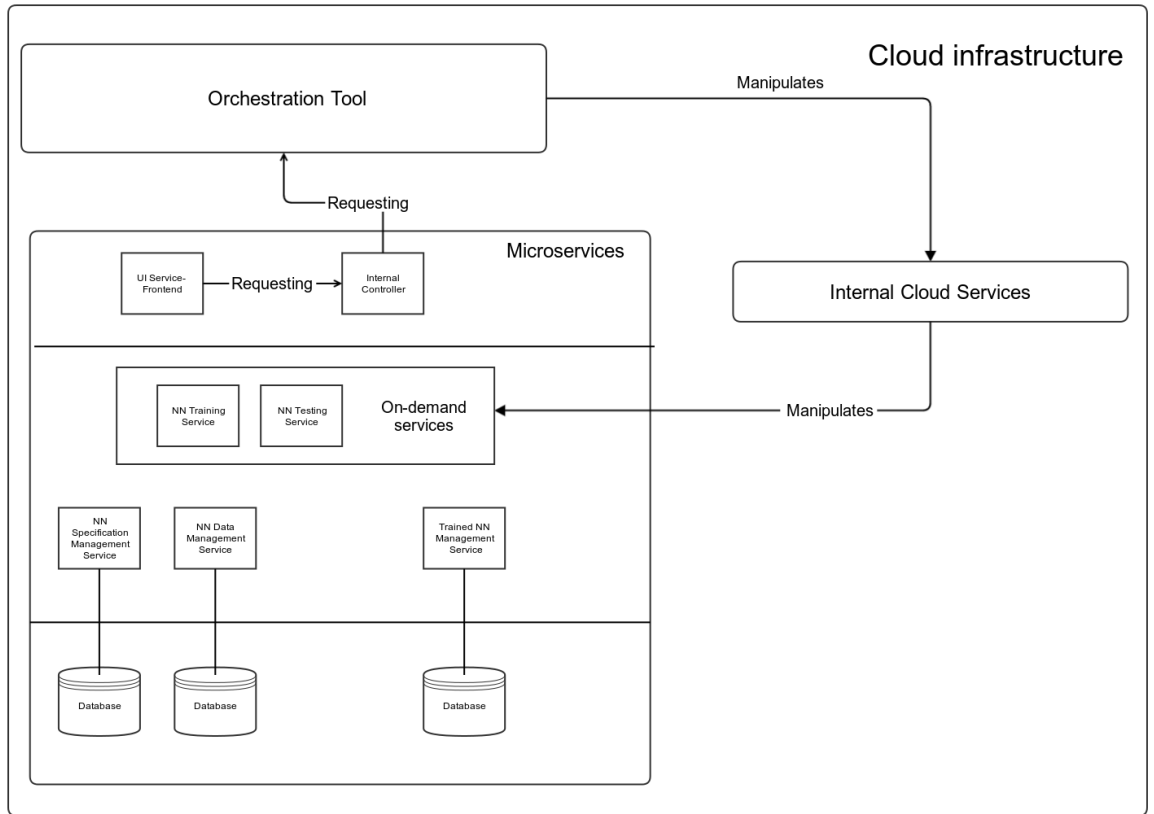 Cloud infrastructure
Orchestration Tool
Manipulates
Requesting
Microservices
UI Service-
Frontend
Requesting
Internal
Controller
Internal Cloud Services
NN Training
Service
NN Testing
Service
On-demand
services
Manipulates
NN
Specification
Management
Service
NN Data
Management
Service
Trained NN
Management
Service
Database
Database
Database